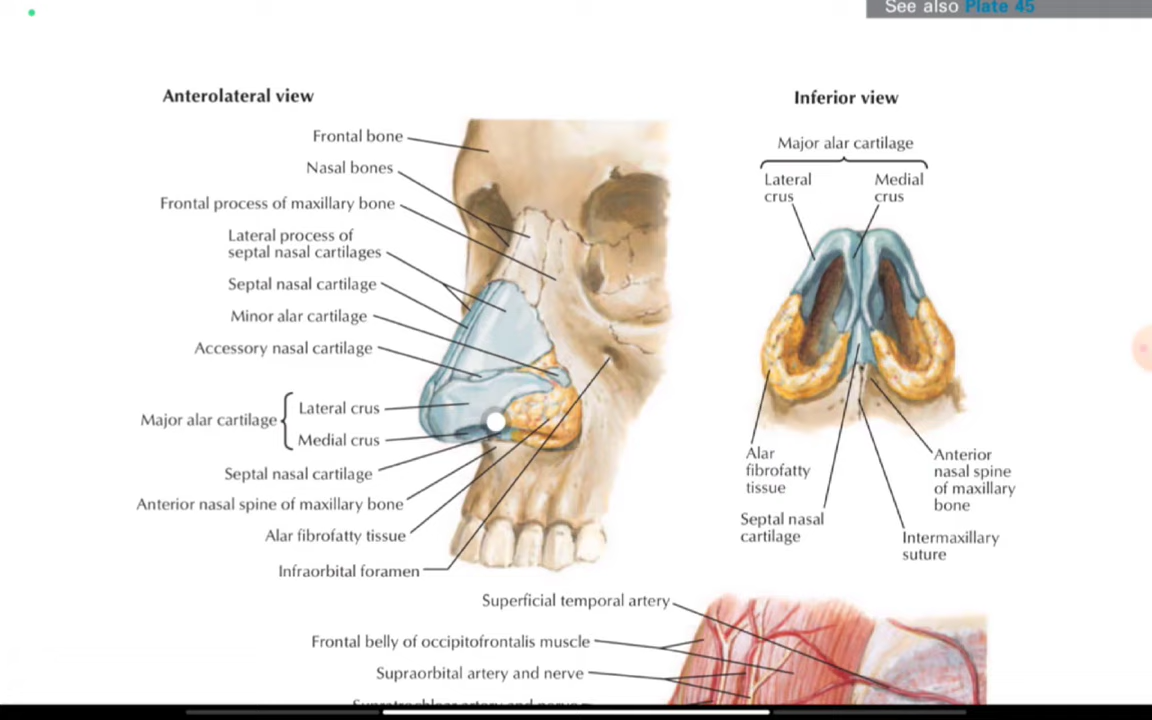 See also Plate 45
Anterolateral view
Frontal bone
Nasal bones
Frontal process of maxillary bone
Lateral process of
septal nasal cartilages
Septal nasal cartilage
Minor alar cartilage
Accessory nasal cartilage
Major alar cartilage
Lateral crus
Medial crus
Septal nasal cartilage
Anterior nasal spine of maxillary bone
Alar fibrofatty tissue
Infraorbital foramen
Inferior view
Major alar cartilage
Lateral
crus
Medial
crus
Alar
fibrofatty
tissue
Septal nasal
cartilage
Anterior
nasal spine
of maxillary
bone
Intermaxillary
suture
Superficial temporal artery
Frontal belly of occipitofrontalis muscle
Supraorbital artery and nerve